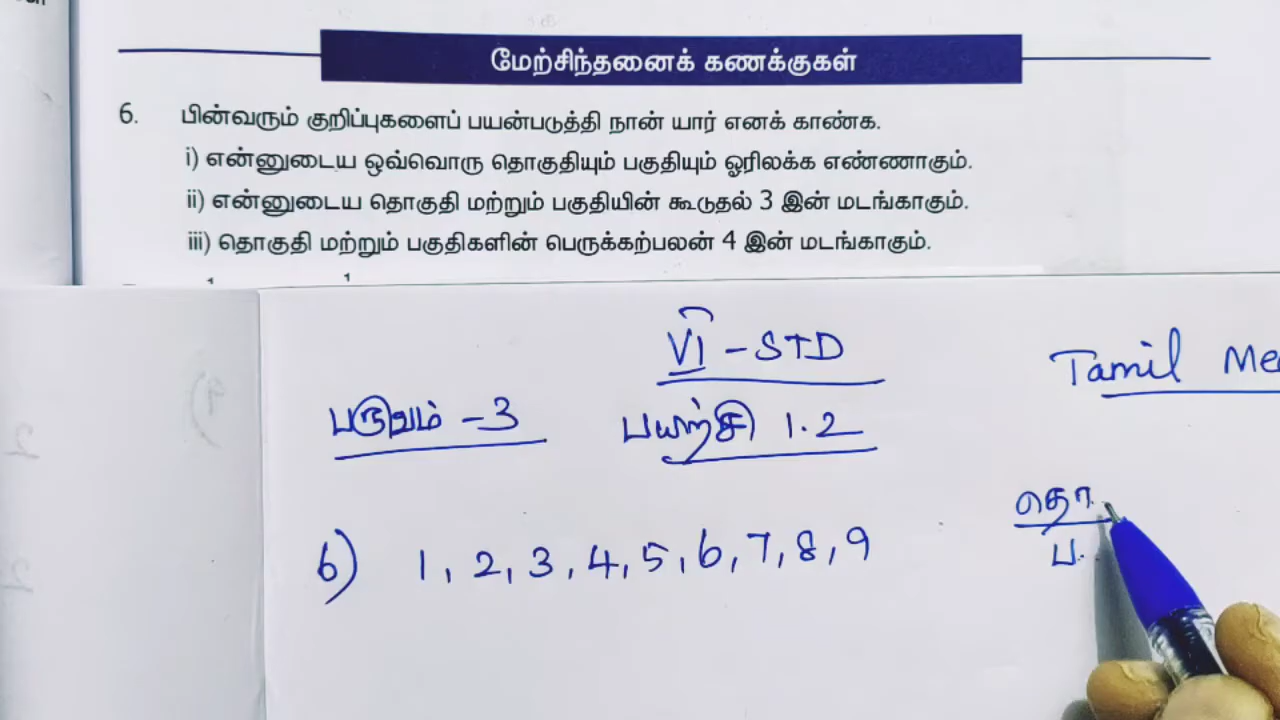 மேற்சிந்தனைக் கணக்குகள்
6. பின்வரும் குறிப்புகளைப் பயன்படுத்தி நான் யார் எனக் காண்க.
i) என்னுடைய ஒவ்வொரு தொகுதியும் பகுதியும் ஓரிலக்க எண்ணாகும்.
ii) என்னுடைய தொகுதி மற்றும் பகுதியின் கூடுதல் 3 இன் மடங்காகும்.
iii) தொகுதி மற்றும் பகுதிகளின் பெருக்கற்பலன் 4 இன் மடங்காகும்.
VI - STD
Tamil Me
பருவம் - 3 பயிற்சி 1.2
6) 1, 2, 3, 4, 5, 6, 7, 8, 9
தொ.
ப.